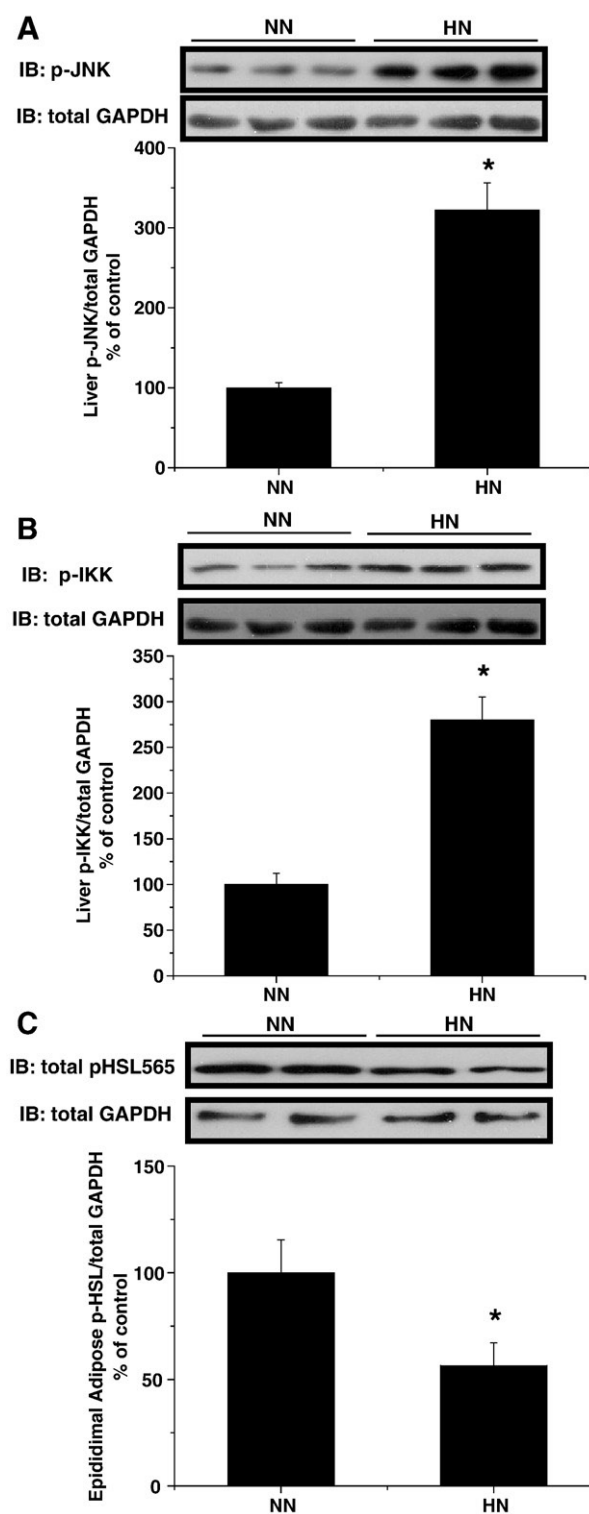 A
NN HN
IB: p-JNK
IB: total GAPDH
400
300
200
100
0
Liver p-JNK/total GAPDH
% of control
*
NN HN
B
NN HN
IB: p-IKK
IB: total GAPDH
350
300
250
200
150
100
50
0
Liver p-IKK/total GAPDH
% of control
*
NN HN
C
NN HN
IB: total pHSL565
IB: total GAPDH
150
100
50
0
Epididimal Adipose p-HSL/total GAPDH
% of control
*
NN HN